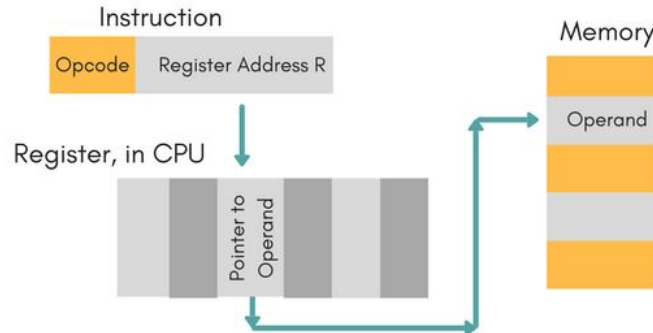 Instruction
Opcode
Register Address R
Memory
Operand
Register, in CPU
Pointer to
Operand